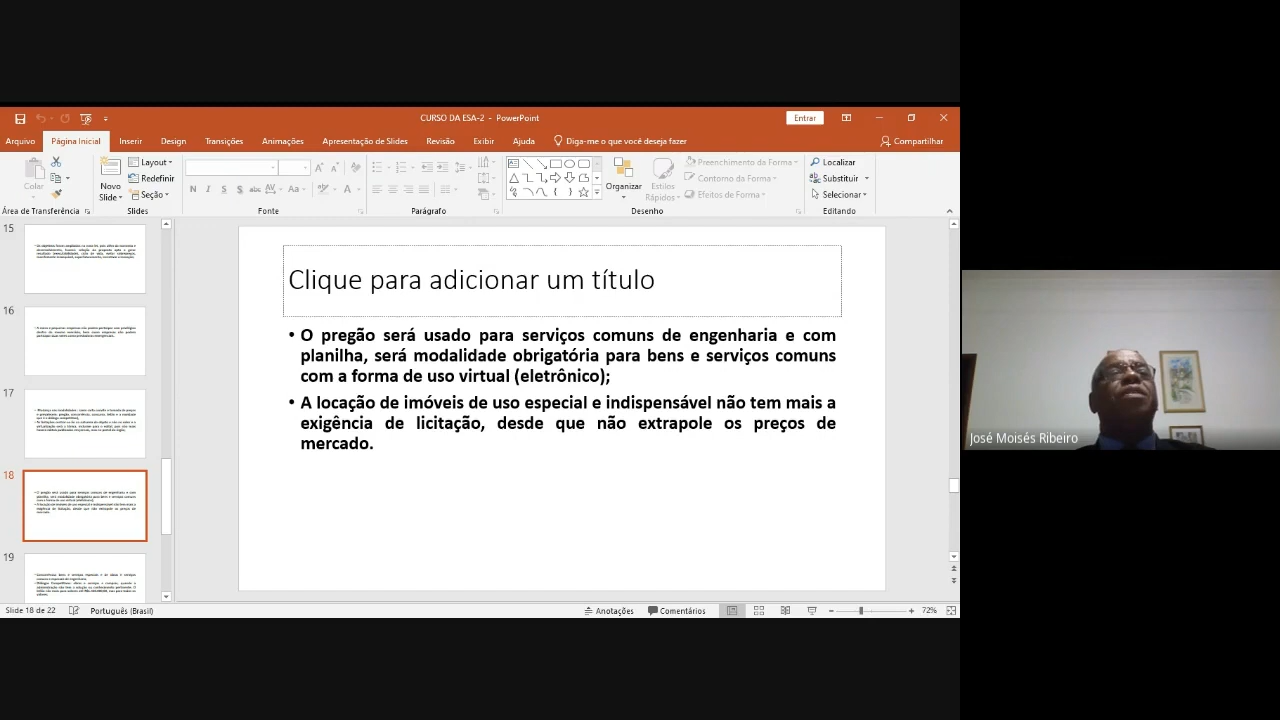 CURSO DA ESA-2 - PowerPoint
Entrar
Arquivo Página Inicial Inserir Design Transições Animações Apresentação de Slides Revisão Exibir Ajuda Diga-me o que você deseja fazer Compartilhar
Colar
Novo Slide
Layout
Redefinir
Seção
Organizar
Estilos Rápidos
Preenchimento da Forma
Contorno da Forma
Efeitos de Forma
Localizar
Substituir
Selecionar
Área de Transferência Slides Fonte Parágrafo Desenho Editando
15
16
17
18
19
Clique para adicionar um título
• O pregão será usado para serviços comuns de engenharia e com
planilha, será modalidade obrigatória para bens e serviços comuns
com a forma de uso virtual (eletrônico);
• A locação de imóveis de uso especial e indispensável não tem mais a
exigência de licitação, desde que não extrapole os preços de
mercado.
José Moisés Ribeiro
Slide 18 de 22 Português (Brasil) Anotações Comentários 72%